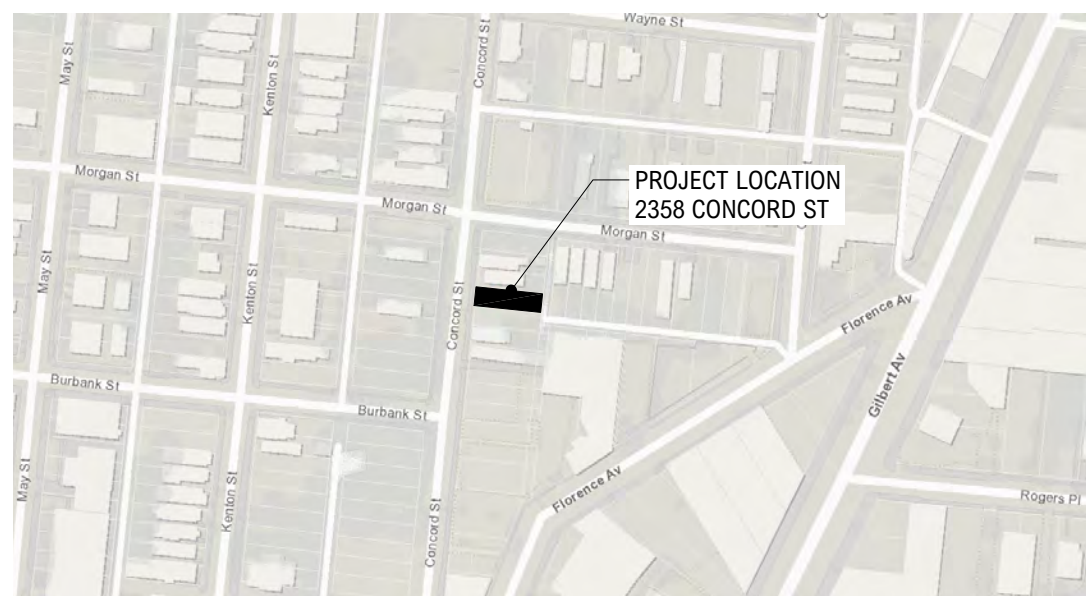 Wayne St
May St
Kenton St
Concord St
PROJECT LOCATION
2358 CONCORD ST
Morgan St
Morgan St
Morgan St
May St
Kenton St
Concord St
Florence Av
Gilbert Av
Burbank St
Burbank St
May St
Kenton St
Concord St
Florence Av
Rogers Pl